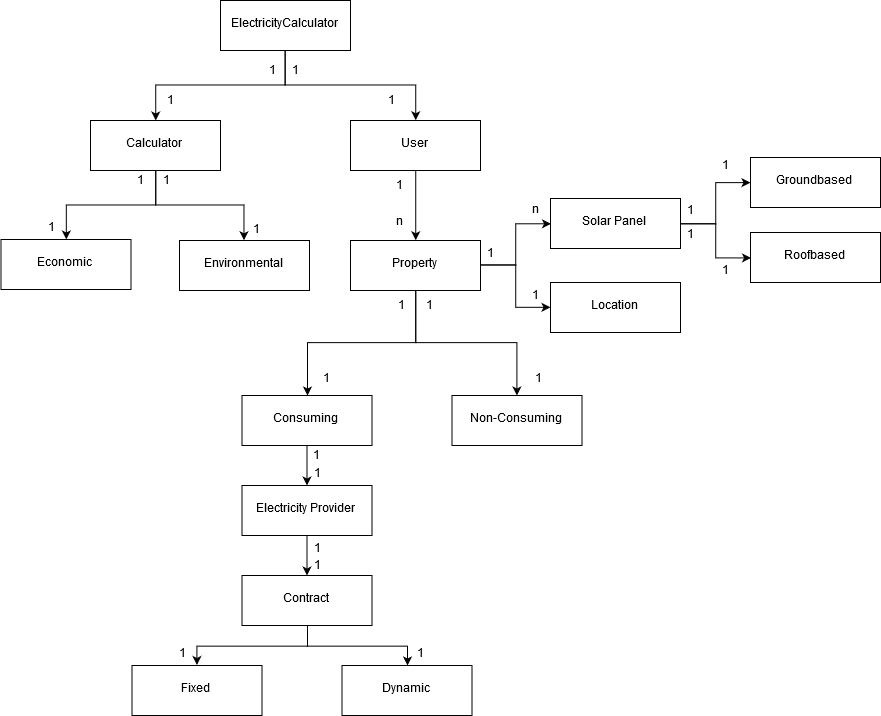 ElectricityCalculator
1 1
1 1
Calculator
User
1 1
1
1 1
n
Economic
Environmental
Property
1
n
1
Solar Panel
Location
1
1
1
1
Groundbased
Roofbased
1 1
1 1
Consuming
Non-Consuming
1
1
Electricity Provider
1
1
Contract
1 1
Fixed
Dynamic